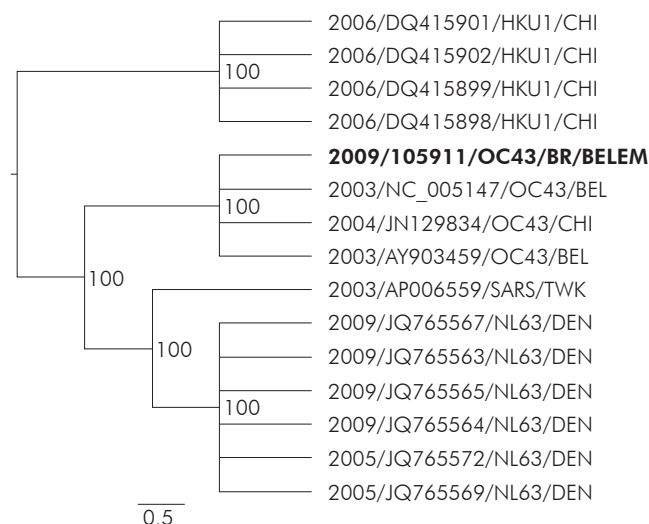 2006/DQ415901/HKU1/CHI
2006/DQ415902/HKU1/CHI
100
2006/DQ415899/HKU1/CHI
2006/DQ415898/HKU1/CHI
2009/105911/OC43/BR/BELEM
2003/NC_005147/OC43/BEL
100
2004/JN129834/OC43/CHI
2003/AY903459/OC43/BEL
100
2003/AP006559/SARS/TWK
2009/JQ765567/NL63/DEN
100
2009/JQ765563/NL63/DEN
2009/JQ765565/NL63/DEN
100
2009/JQ765564/NL63/DEN
2005/JQ765572/NL63/DEN
2005/JQ765569/NL63/DEN
0.5